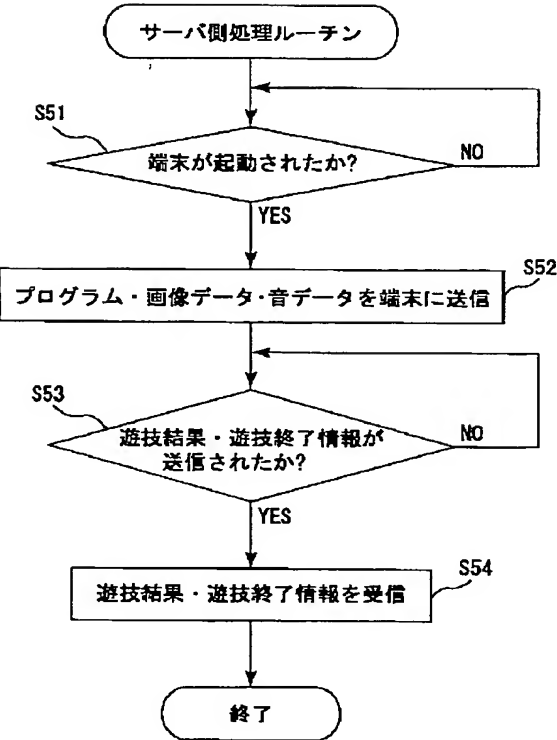 サーバ側処理ルーチン
S51
端末が起動されたか?
NO
YES
S52
プログラム・画像データ・音データを端末に送信
S53
遊技結果・遊技終了情報が
送信されたか?
NO
YES
S54
遊技結果・遊技終了情報を受信
終了